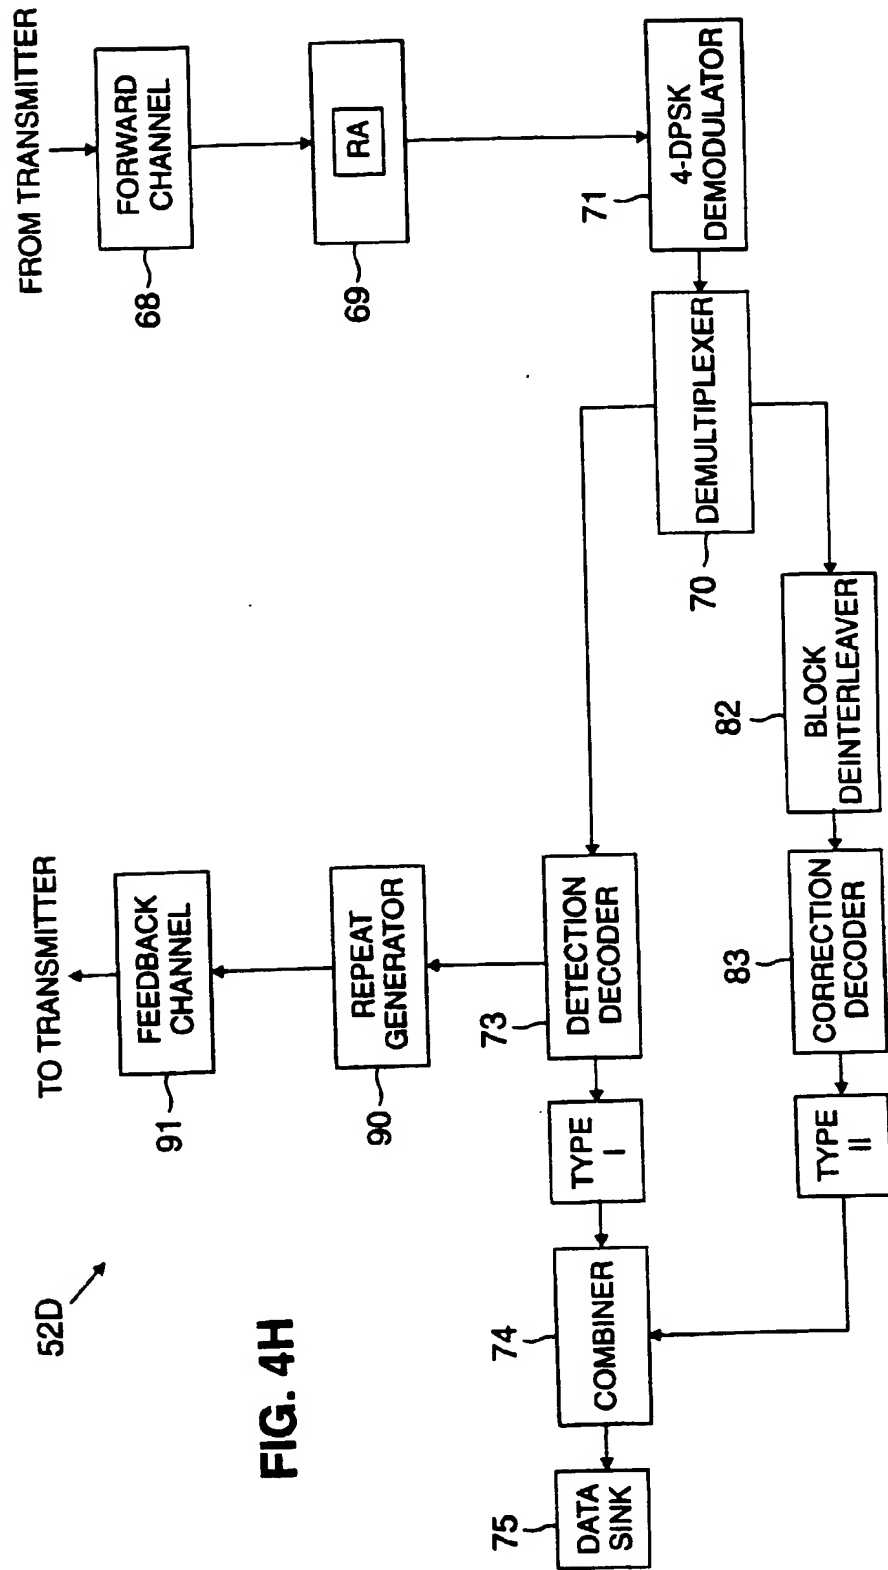 FROM TRANSMITTER
FORWARD
CHANNEL
68
RA
69
4-DPSK
DEMODULATOR
71
DEMULTIPLEXER
70
BLOCK
DEINTERLEAVER
82
CORRECTION
DECODER
83
TYPE
II
TO TRANSMITTER
FEEDBACK
CHANNEL
91
REPEAT
GENERATOR
90
DETECTION
DECODER
73
TYPE
I
COMBINER
74
DATA
SINK
75
52D
FIG. 4H